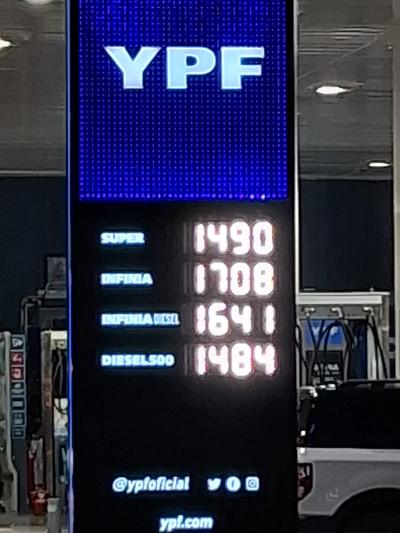 YPF
SUPER 1490
INFINIA 1708
INFINIA DIESEL 1641
DIESEL500 1484
@ypfoficial
ypf.com